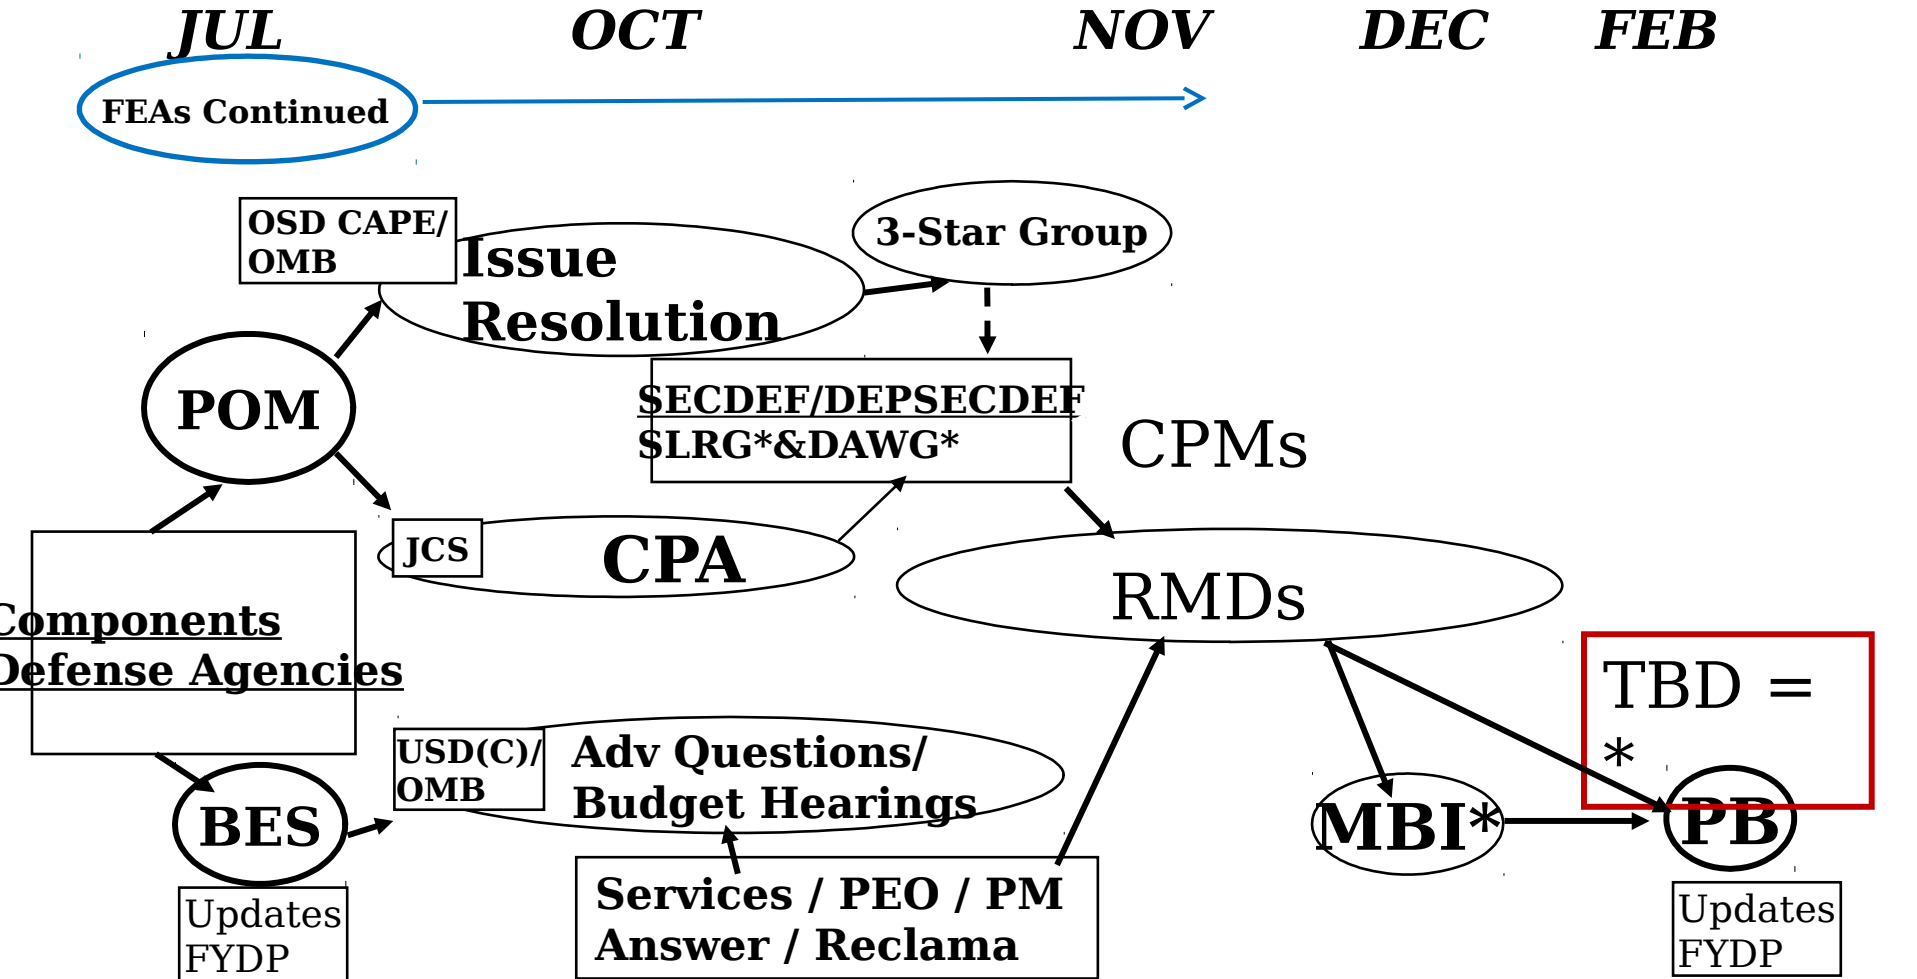 JUL OCT NOV DEC FEB
FEAs Continued
OSD CAPE/
OMB
Issue
Resolution
3-Star Group
POM
SECDEF/DEPSECDEF
SLRG*&DAWG*
CPMs
JCS
CPA
RMDs
Components
Defense Agencies
TBD =
*
USD(C)/
OMB
Adv Questions/
Budget Hearings
BES
MBI*
PB
Services / PEO / PM
Answer / Reclama
Updates
FYDP
Updates
FYDP